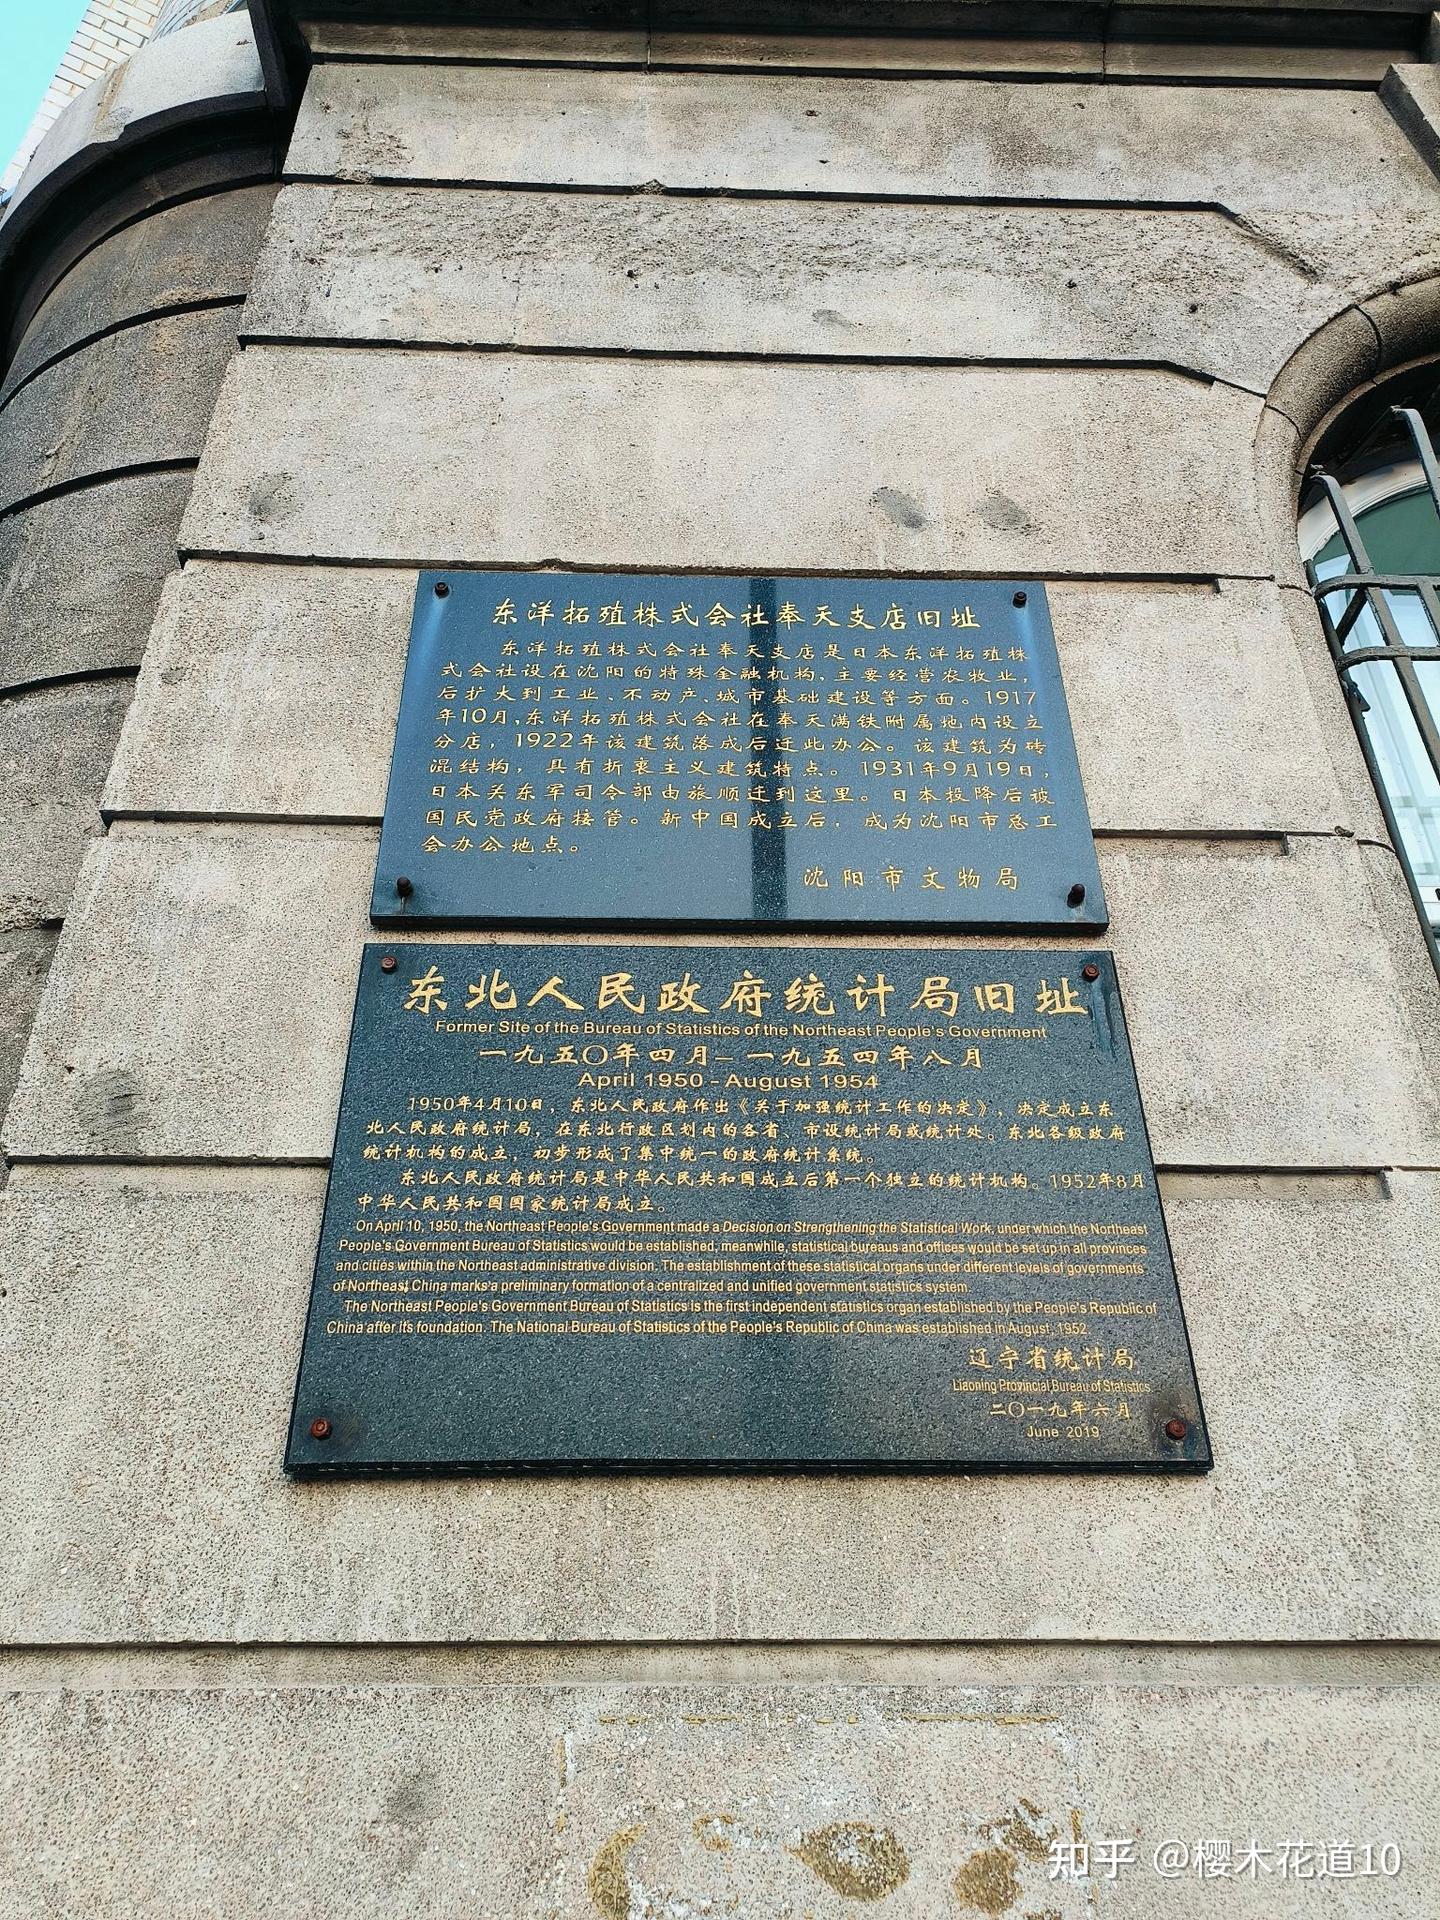 东洋拓殖株式会社奉天支店旧址
东洋拓殖株式会社奉天支店是日本东洋拓殖株
式会社设在沈阳的特殊金融机构,主要经营农牧业,
后扩大到工业、不动产、城市基础建设等方面。1917
年10月,东洋拓殖株式会社在奉天满铁附属地内设立
分店，1922年该建筑落成后迁此办公。该建筑为砖
混结构，具有折衷主义建筑特点。1931年9月19日，
日本关东军司令部由旅顺迁到这里。日本投降后被
国民党政府接管。新中国成立后，成为沈阳市总工
会办公地点。
沈阳市文物局
东北人民政府统计局旧址
Former Site of the Bureau of Statistics of the Northeast People's Government
一九五〇年四月–一九五四年八月
April 1950 - August 1954
1950年4月10日，东北人民政府作出《关于加强统计工作的决定》，决定成立东
北人民政府统计局，在东北行政区划内的各省、市设统计局或统计处。东北各级政府
统计机构的成立，初步形成了集中统一的政府统计系统。
东北人民政府统计局是中华人民共和国成立后第一个独立的统计机构。1952年8月
中华人民共和国国家统计局成立。
On April 10, 1950, the Northeast People's Government made a Decision on Strengthening the Statistical Work, under which the Northeast
People's Government Bureau of Statistics would be established, meanwhile, statistical bureaus and offices would be set up in all provinces
and cities within the Northeast administrative division. The establishment of these statistical organs under different levels of governments
of Northeast China marks a preliminary formation of a centralized and unified government statistics system.
The Northeast People's Government Bureau of Statistics is the first independent statistics organ established by the People's Republic of
China after its foundation. The National Bureau of Statistics of the People's Republic of China was established in August, 1952.
辽宁省统计局
Liaoning Provincial Bureau of Statistics
二〇一九年六月
June 2019
知乎 @樱木花道10